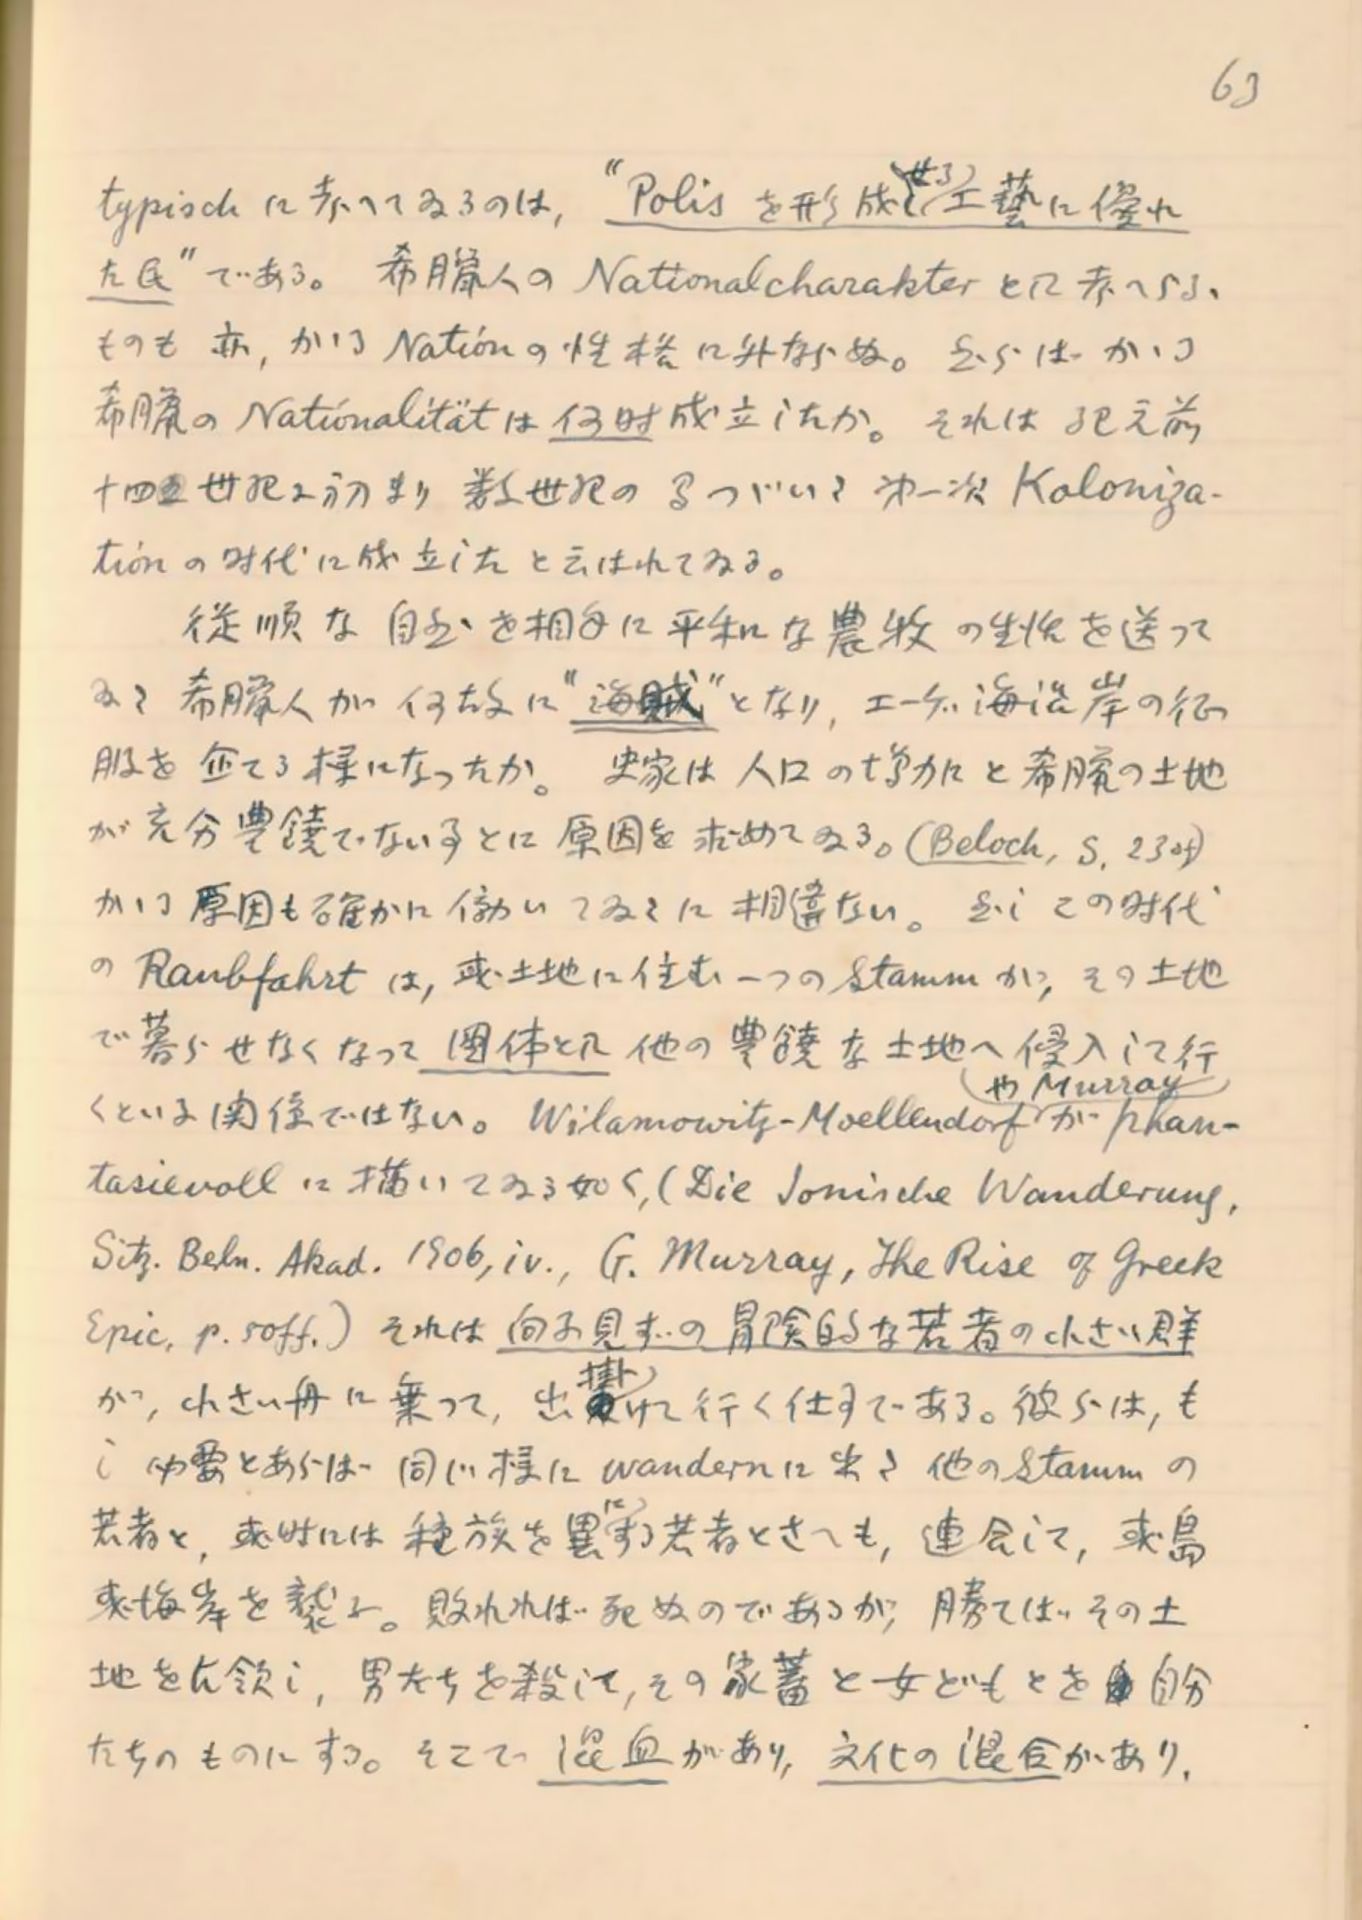 63
typisch に考へてゐるのは, “Polis を形成せる工藝に優れ
た民”である。 希臘人の Nationalcharakter として考へらるゝ
ものも亦, かゝる Nation の性格に外ならぬ。然らばかゝる
希臘の Nationalität は何時成立したか。それは紀元前
十四世紀に初まり数世紀の間つゞいた第一次 Koloniza-
tion の时代に成立したと云はれてゐる。
従順な自然を相手に平和な農牧の生活を送って
ゐた希臘人が何故に“海賊”となり, エーゲ海沿岸の征
服を企てる様になったか。 史家は人口の増加と希臘の土地
が充分豊饒でないことに原因を求めてゐる。(Beloch, S. 230f)
かゝる原因も確かに働いてゐたに相違ない。然しこの时代
の Raubfahrt は, 或土地に住む一つの Stamm が, その土地
で暮らせなくなって団体として他の豊饒な土地へ侵入して行
くといふ関係ではない。 Wilamowitz-Moellendorf や Murray が phan-
tasievoll に描いてゐる如く, (Die Ionische Wanderung,
Sitz. Berln. Akad. 1906, iv., G. Murray, The Rise of Greek
Epic, p. 50ff.) それは向ふ見ずの冒険的な若者の小さい群
が, 小さい舟に乗って, 出掛けて行く仕事である。彼らは, も
し必要とあらば同じ様に wandern に出た他の Stamm の
若者と, 或时には種族を異にする若者とさへも, 連合して, 或島
或海岸を襲ふ。敗れれば死ぬのであるが, 勝てばその土
地を占領し, 男たちを殺して, その家蓄と女どもとを自分
たちのものにする。そこで混血があり, 文化の混合があり,